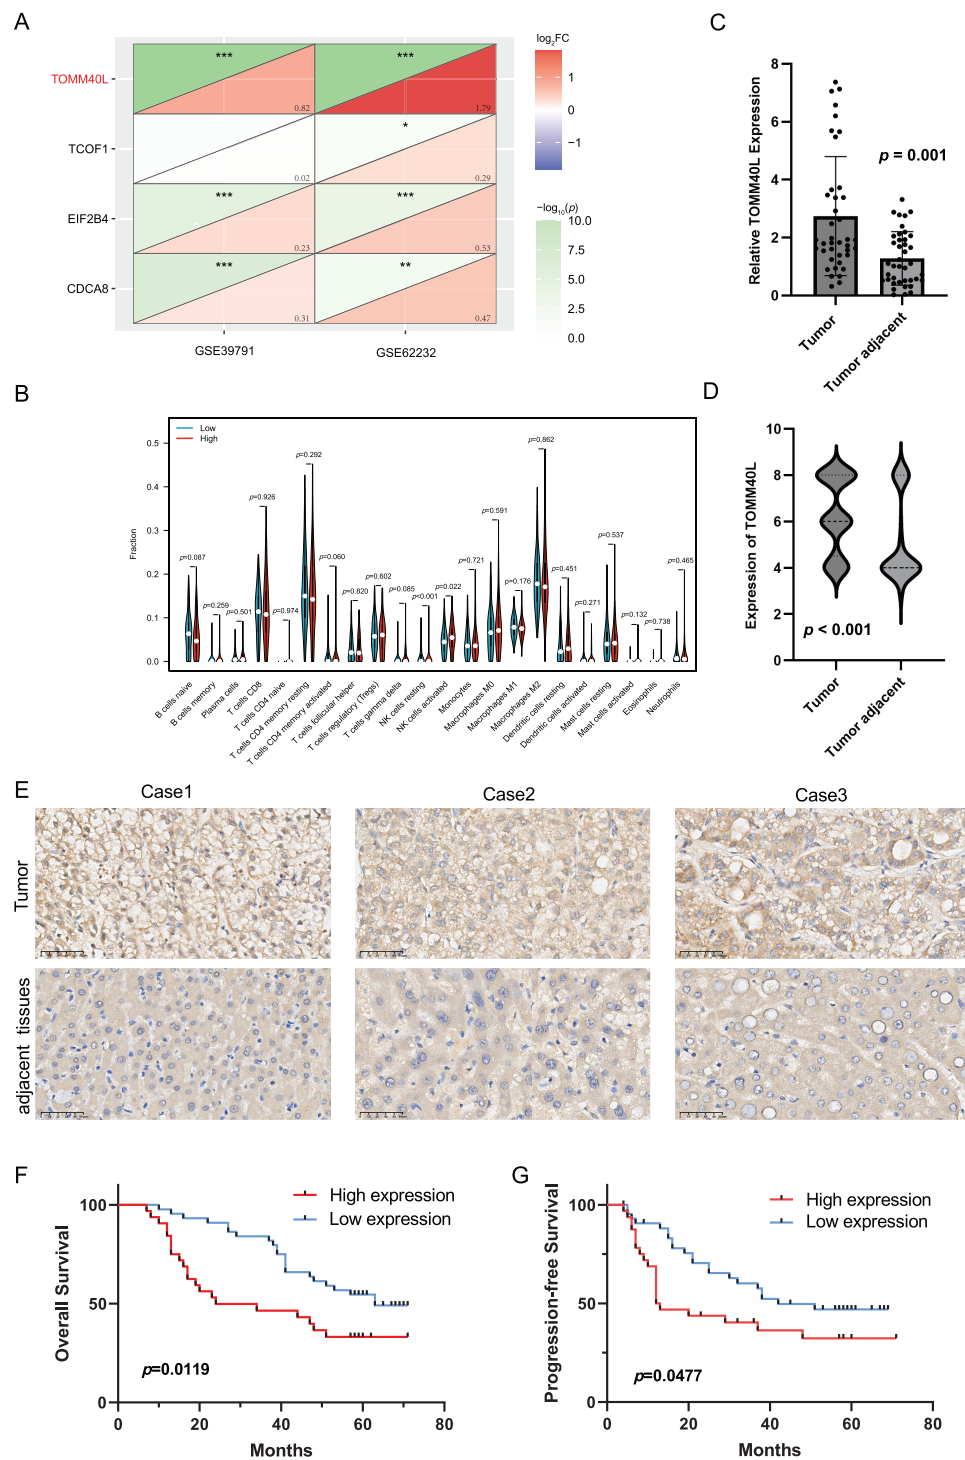 A
TOMM40L
TCOF1
EIF2B4
CDCA8
***
***
0.82
1.79
*
0.02
0.29
***
***
0.23
0.53
***
**
0.31
0.47
GSE39791
GSE62232
log2FC
1
0
−1
−log10(p)
10.0
7.5
5.0
2.5
0.0
B
Low
High
Fraction
0.5
0.4
0.3
0.2
0.1
0.0
p=0.087
p=0.259
p=0.501
p=0.926
p=0.974
p=0.292
p=0.060
p=0.820
p=0.602
p=0.085
p<0.001
p=0.022
p=0.721
p=0.591
p=0.176
p=0.862
p=0.451
p=0.271
p=0.537
p=0.132
p=0.738
p=0.465
B cells naive
B cells memory
Plasma cells
T cells CD8
T cells CD4 naive
T cells CD4 memory resting
T cells CD4 memory activated
T cells follicular helper
T cells regulatory (Tregs)
T cells gamma delta
NK cells resting
NK cells activated
Monocytes
Macrophages M0
Macrophages M1
Macrophages M2
Dendritic cells resting
Dendritic cells activated
Mast cells resting
Mast cells activated
Eosinophils
Neutrophils
C
Relative TOMM40L Expression
8
6
4
2
0
p = 0.001
Tumor
Tumor adjacent
D
Expression of TOMM40L
10
8
6
4
2
0
p < 0.001
Tumor
Tumor adjacent
E
Case1
Case2
Case3
Tumor
adjacent tissues
F
Overall Survival
100
50
0
High expression
Low expression
p=0.0119
0
20
40
60
80
Months
G
Progression-free Survival
100
50
0
High expression
Low expression
p=0.0477
0
20
40
60
80
Months